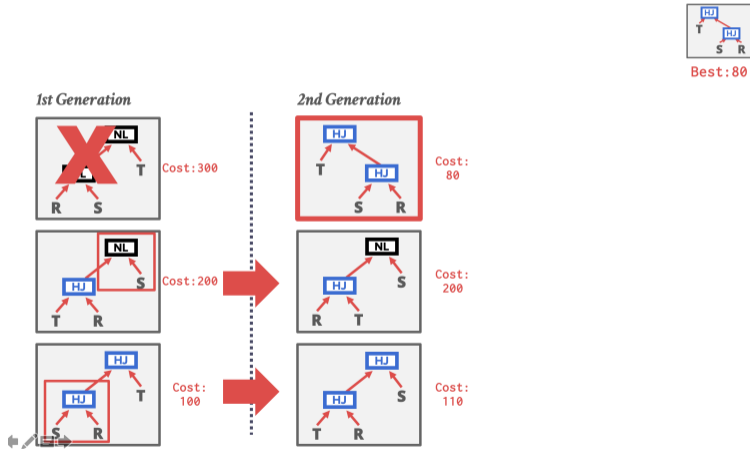 HJ
T
HJ
S R
Best:80
1st Generation
2nd Generation
NL
T
R S
Cost:300
HJ
T
HJ
S R
Cost:
80
NL
HJ
S
T R
Cost:200
NL
HJ
S
R T
Cost:
200
HJ
T
HJ
S R
Cost:
100
HJ
S
HJ
T R
Cost:
110